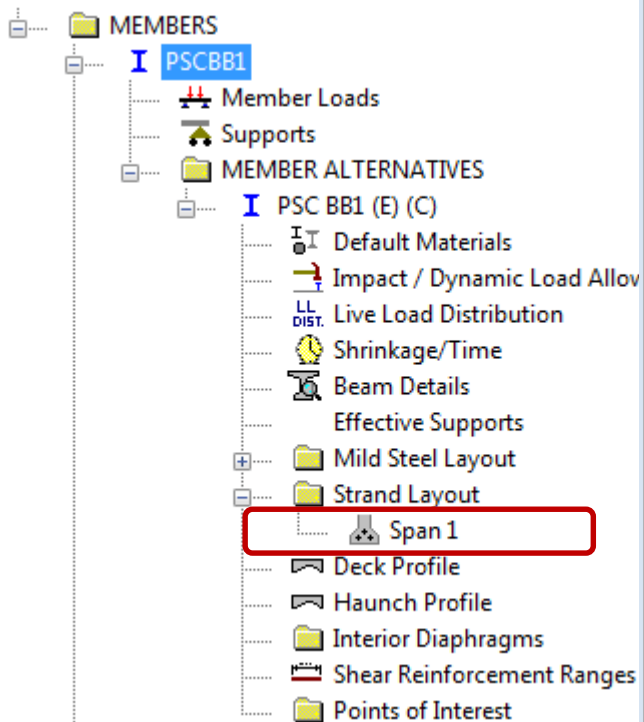 MEMBERS
PSCBB1
Member Loads
Supports
MEMBER ALTERNATIVES
PSC BB1 (E) (C)
Default Materials
Impact / Dynamic Load Allow
LL DIST. Live Load Distribution
Shrinkage/Time
Beam Details
Effective Supports
Mild Steel Layout
Strand Layout
Span 1
Deck Profile
Haunch Profile
Interior Diaphragms
Shear Reinforcement Ranges
Points of Interest